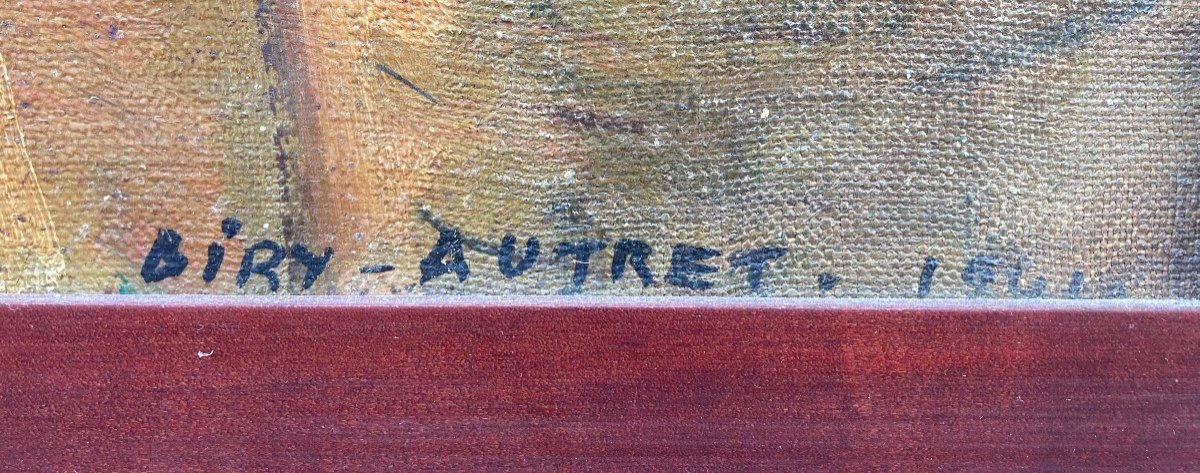 BiRY - AUTRET.